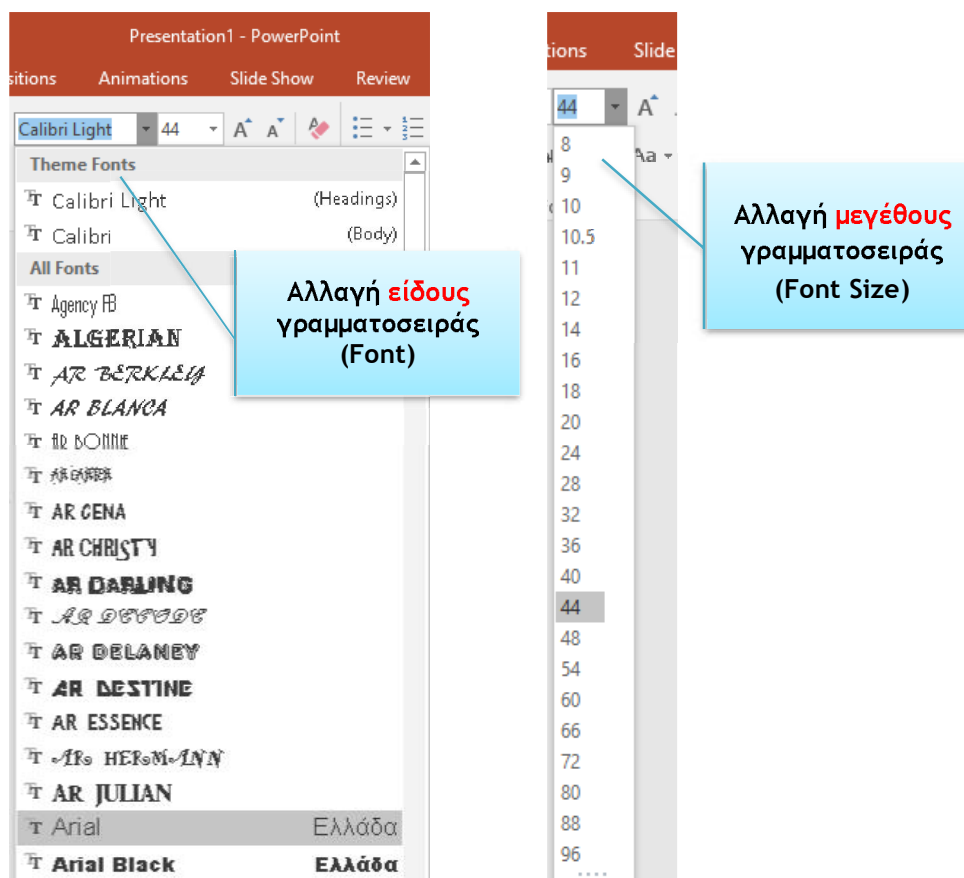 Presentation1 - PowerPoint
sitions Animations Slide Show Review
Calibri Light 44 A A
Theme Fonts
Calibri Light (Headings)
Calibri (Body)
All Fonts
Agency FB
ALGERIAN
AR BERKLEY
AR BLANCA
AR BONNIE
AR CARTER
AR CENA
AR CHRISTY
AR DARLING
AR DECODE
AR DELANEY
AR DESTINE
AR ESSENCE
AR HERMANN
AR JULIAN
Arial Ελλάδα
Arial Black Ελλάδα
Αλλαγή είδους
γραμματοσειράς
(Font)
tions Slide
44 A
Aa
8
9
10
10.5
11
12
14
16
18
20
24
28
32
36
40
44
48
54
60
66
72
80
88
96
Αλλαγή μεγέθους
γραμματοσειράς
(Font Size)